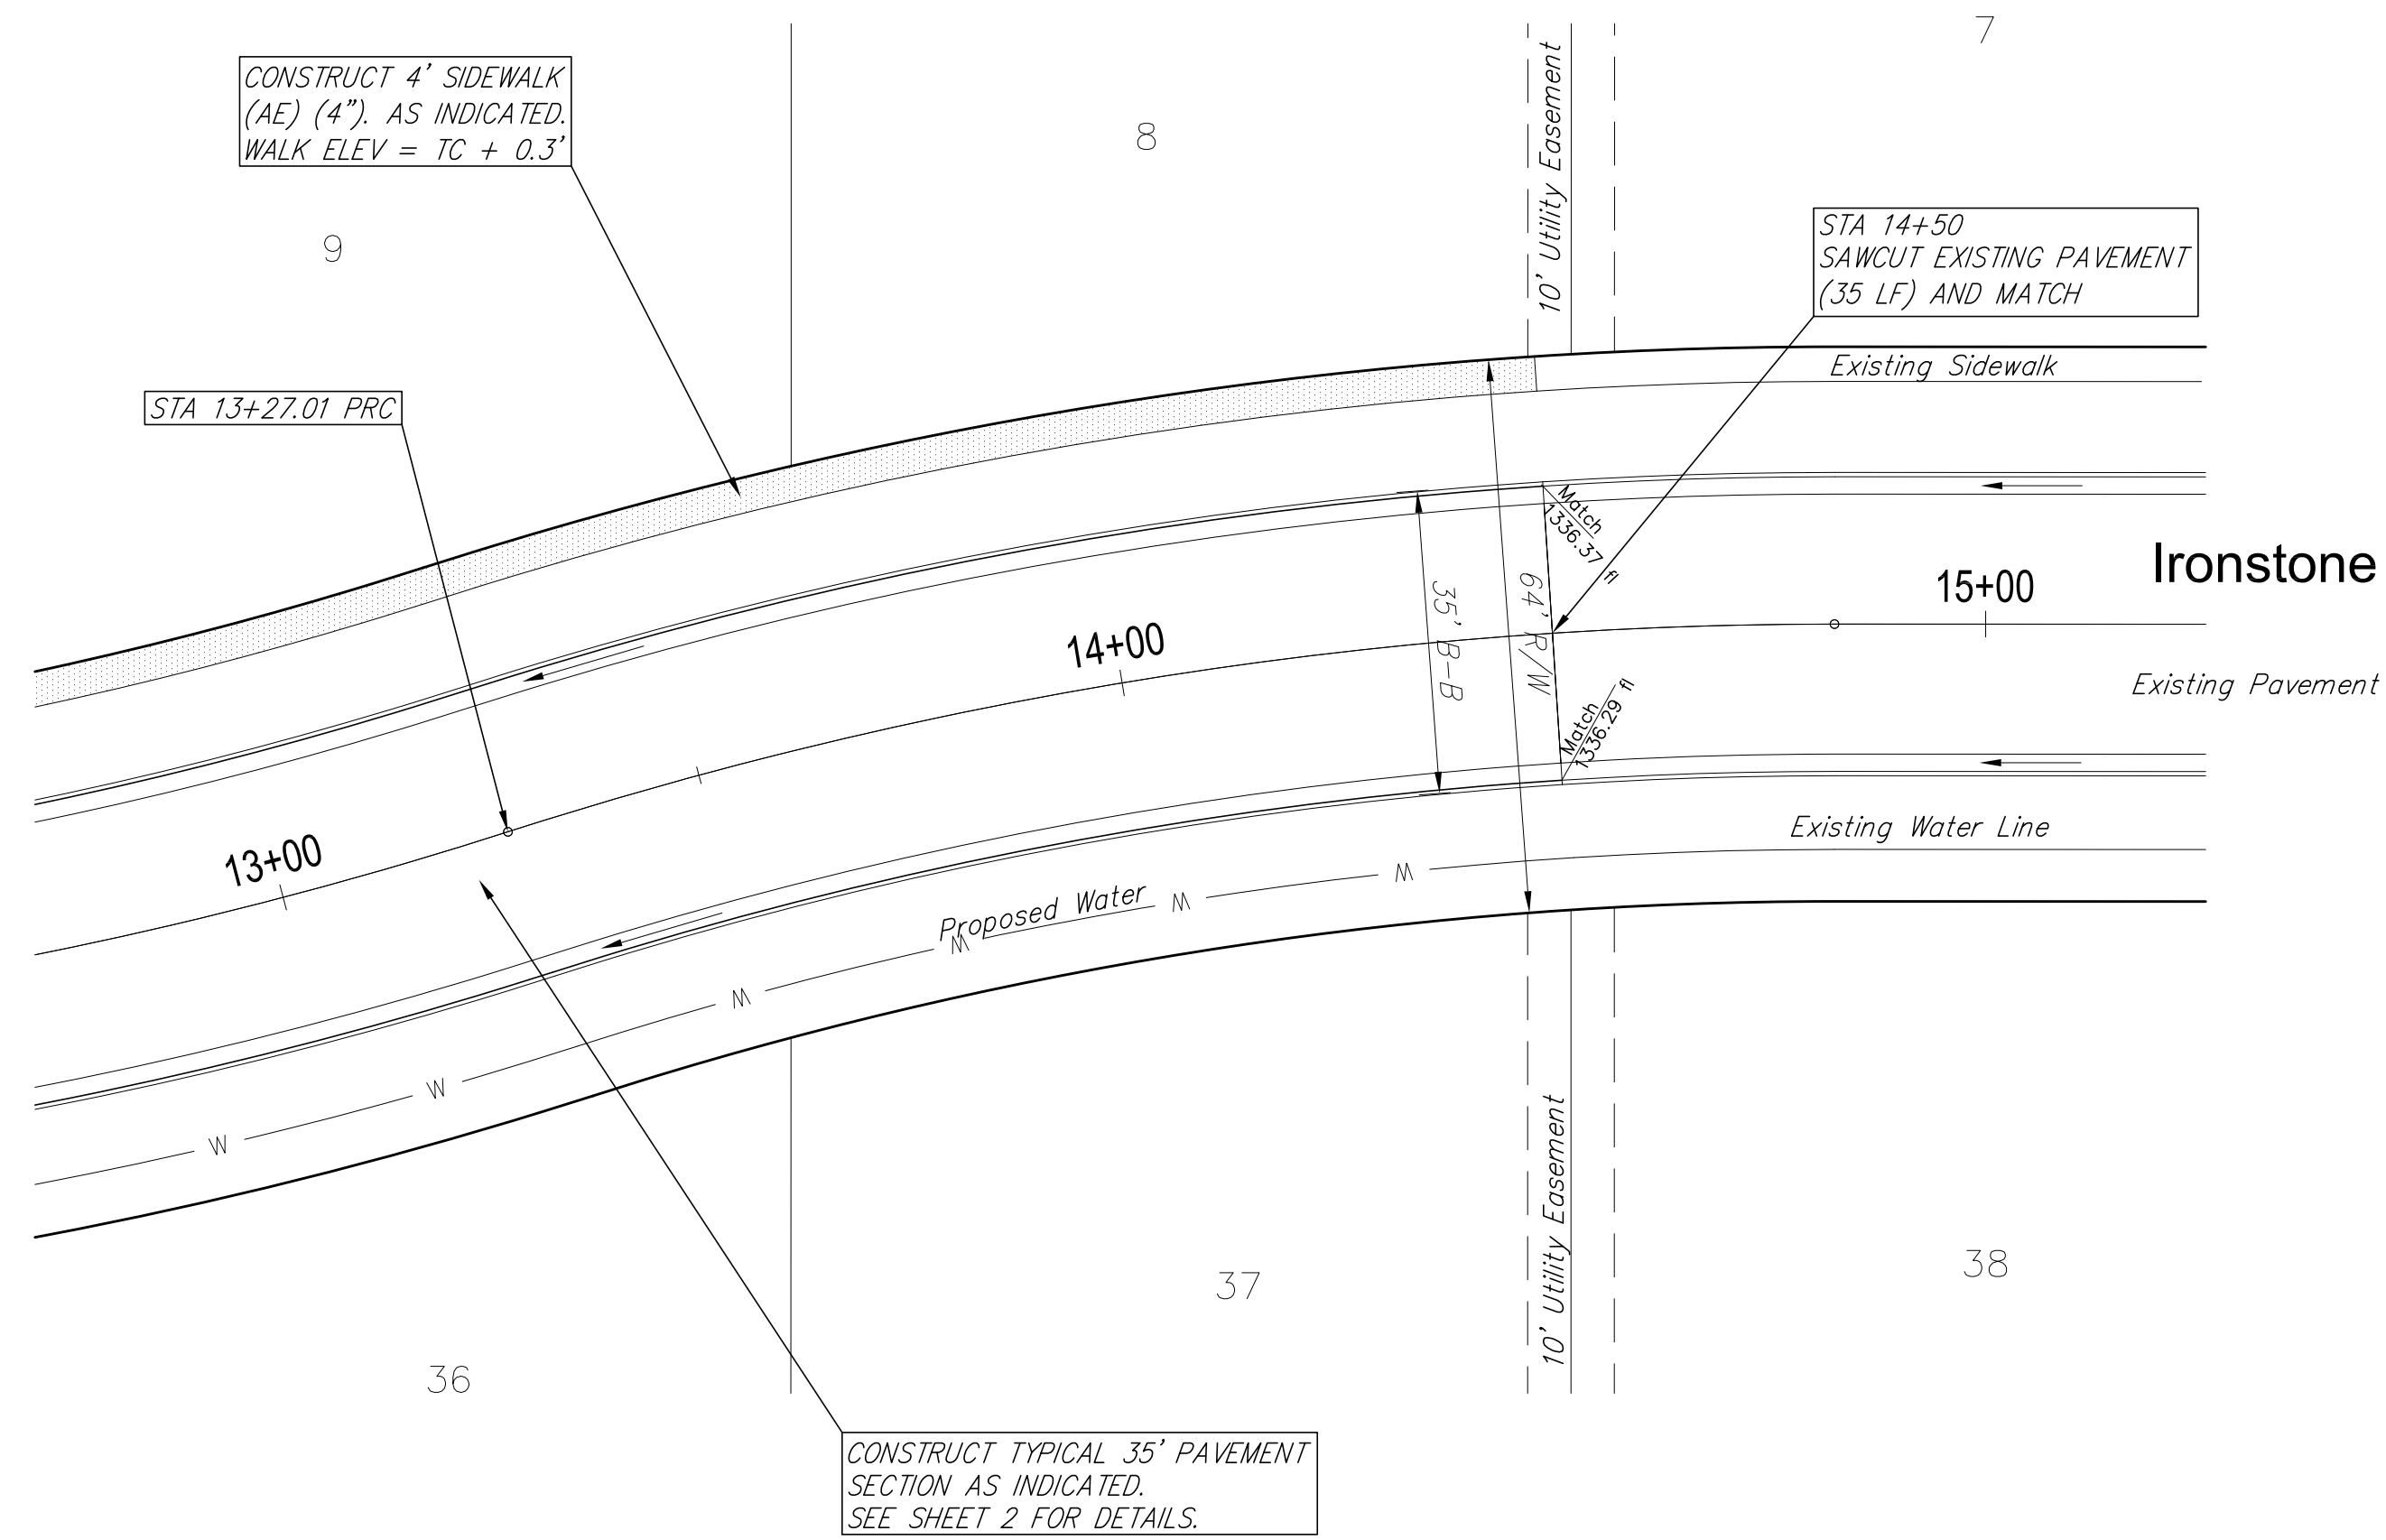 7
CONSTRUCT 4' SIDEWALK
(AE) (4"). AS INDICATED.
WALK ELEV = TC + 0.3'
8
10' Utility Easement
9
STA 14+50
SAWCUT EXISTING PAVEMENT
(35 LF) AND MATCH
Existing Sidewalk
STA 13+27.01 PRC
Match
1336.37 fl
Ironstone
15+00
14+00
35' B-B
64' R/W
Existing Pavement
Match
1336.29 fl
13+00
Existing Water Line
Proposed Water
W
W
W
W
W
W
10' Utility Easement
37
38
36
CONSTRUCT TYPICAL 35' PAVEMENT
SECTION AS INDICATED.
SEE SHEET 2 FOR DETAILS.